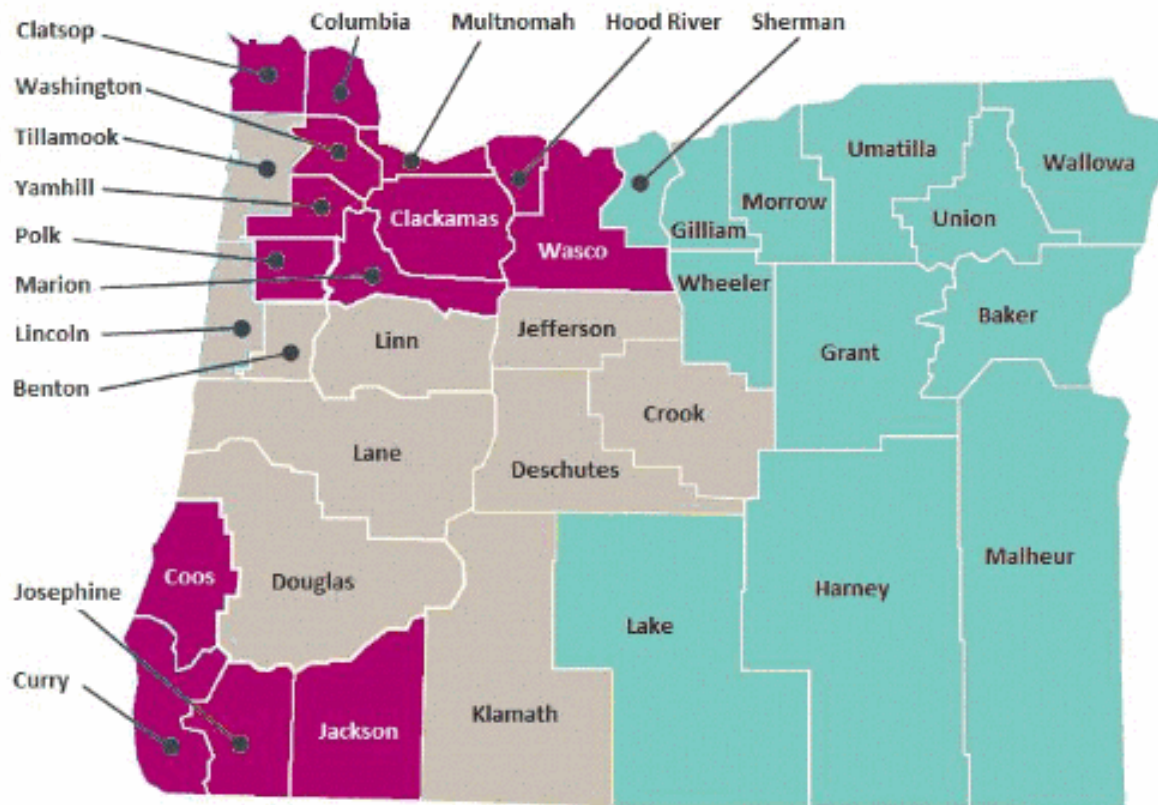 Clatsop
Columbia
Multnomah
Hood River
Sherman
Washington
Tillamook
Yamhill
Polk
Marion
Lincoln
Benton
Clackamas
Wasco
Gilliam
Morrow
Umatilla
Union
Wallowa
Wheeler
Baker
Grant
Jefferson
Linn
Crook
Lane
Deschutes
Coos
Josephine
Douglas
Curry
Jackson
Klamath
Lake
Harney
Malheur